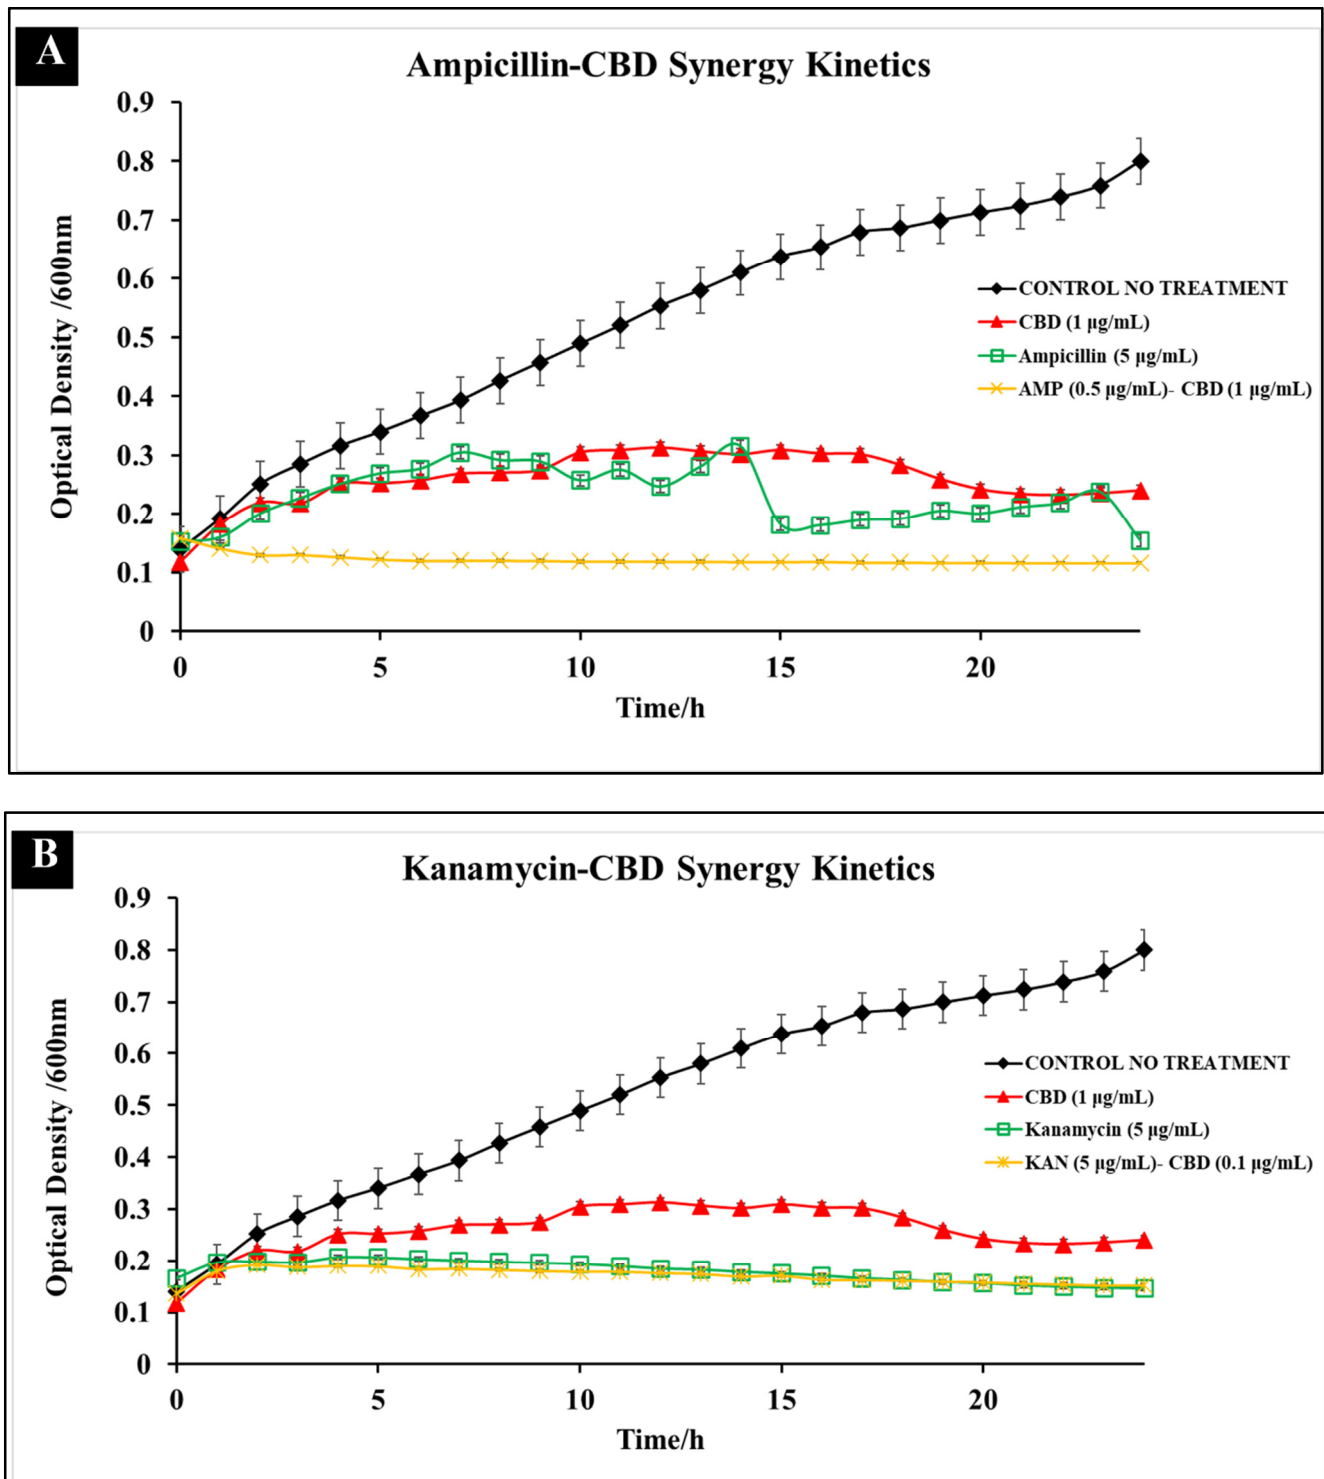 A
Ampicillin-CBD Synergy Kinetics
0.9
0.8
0.7
0.6
0.5
0.4
0.3
0.2
0.1
0
Optical Density /600nm
CONTROL NO TREATMENT
CBD (1 µg/mL)
Ampicillin (5 µg/mL)
AMP (0.5 µg/mL)- CBD (1 µg/mL)
0 5 10 15 20
Time/h
B
Kanamycin-CBD Synergy Kinetics
0.9
0.8
0.7
0.6
0.5
0.4
0.3
0.2
0.1
0
Optical Density /600nm
CONTROL NO TREATMENT
CBD (1 µg/mL)
Kanamycin (5 µg/mL)
KAN (5 µg/mL)- CBD (0.1 µg/mL)
0 5 10 15 20
Time/h